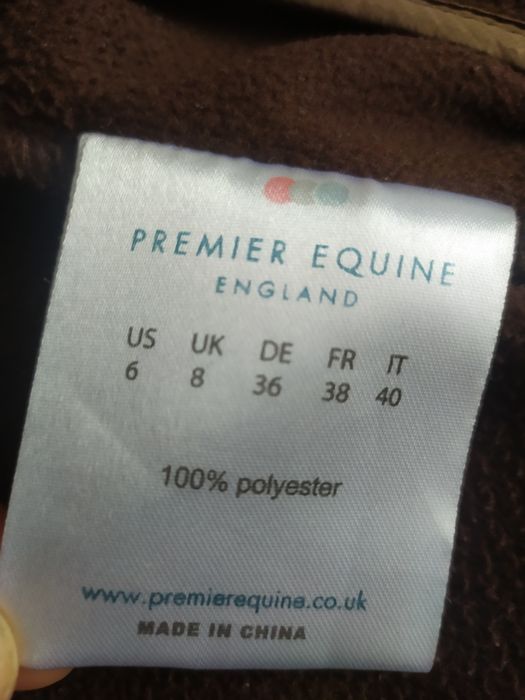 PREMIER EQUINE
ENGLAND
US UK DE FR IT
6 8 36 38 40
100% polyester
www.premierequine.co.uk
MADE IN CHINA